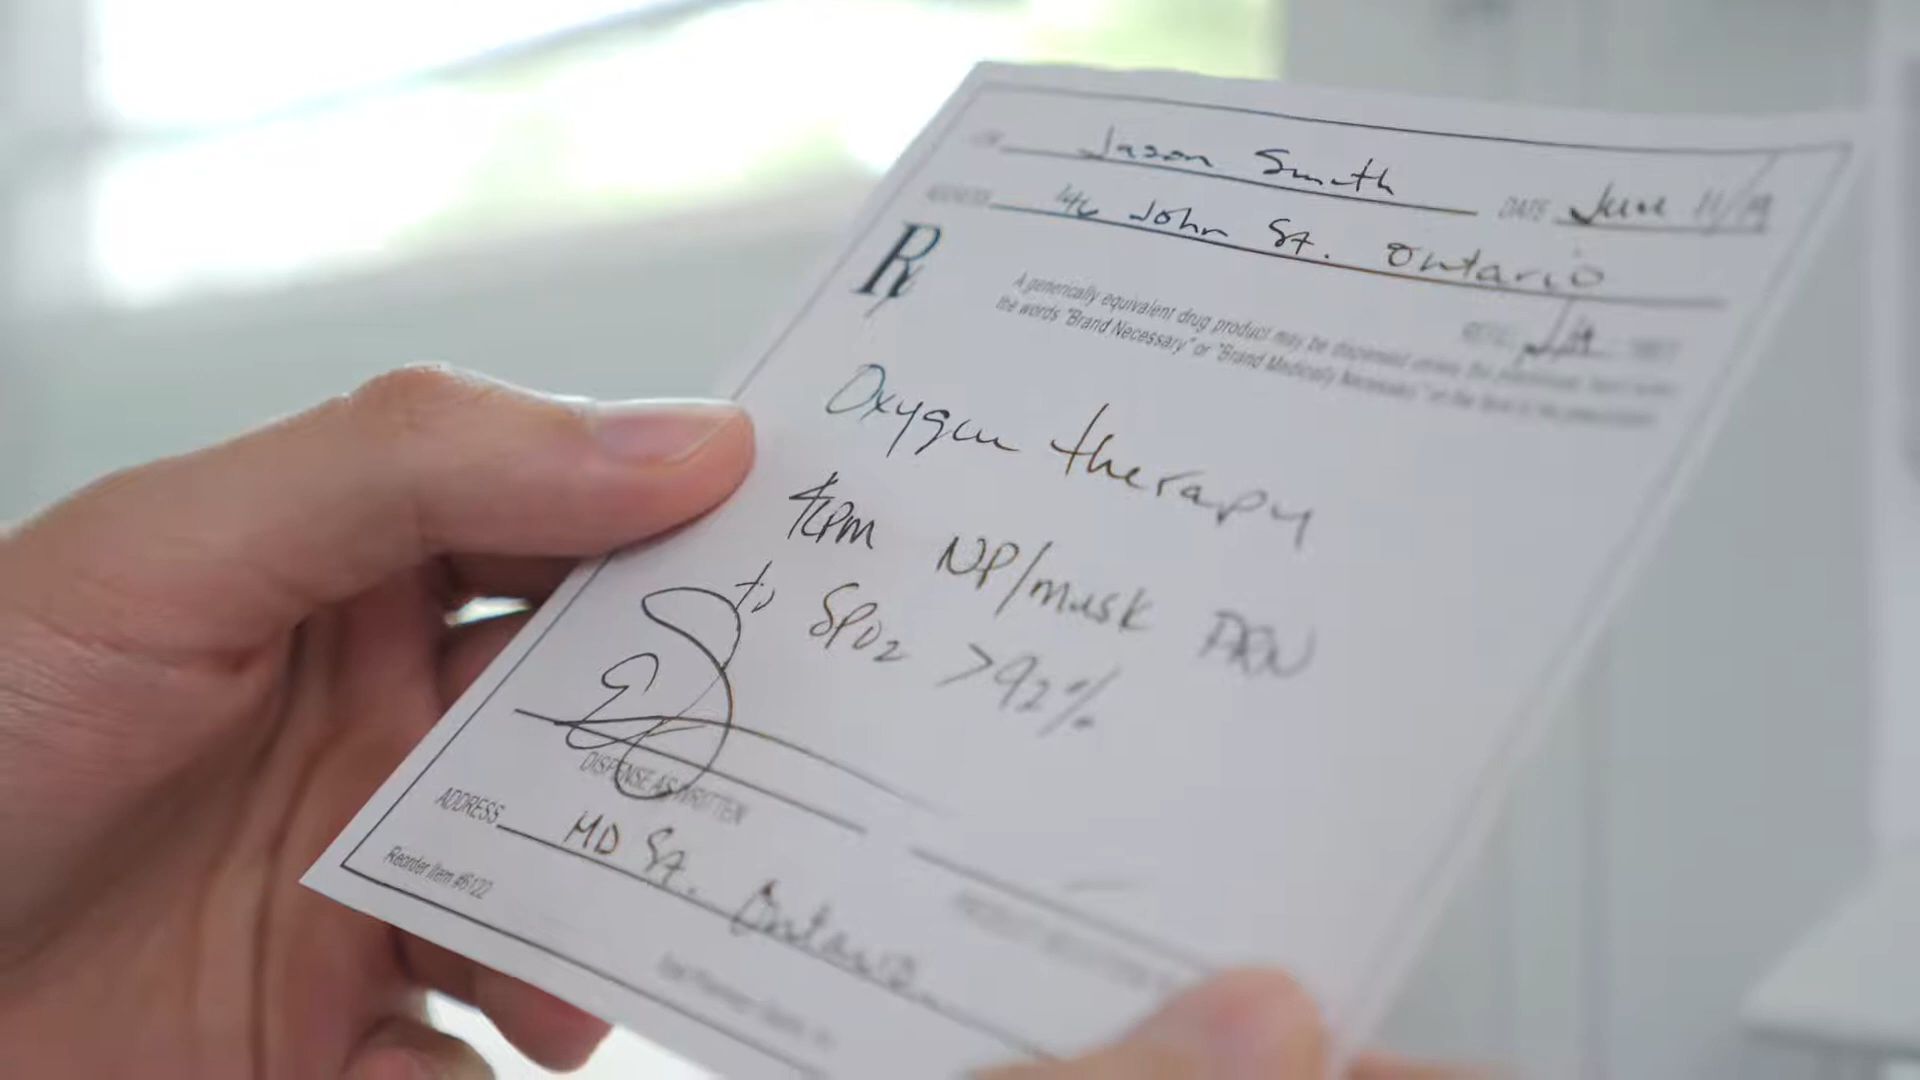 Jason Smith DATE June 11/19
ADDRESS John St. Ontario
Rx
A generically equivalent drug product may be dispensed unless the
the words "Brand Necessary" or "Brand Medically Necessary"
Oxygen therapy
4LPM NP/mask PRN
to SPO2 >92%
DISPENSE AS WRITTEN
ADDRESS MD St. Ontario
Reorder Item #6122